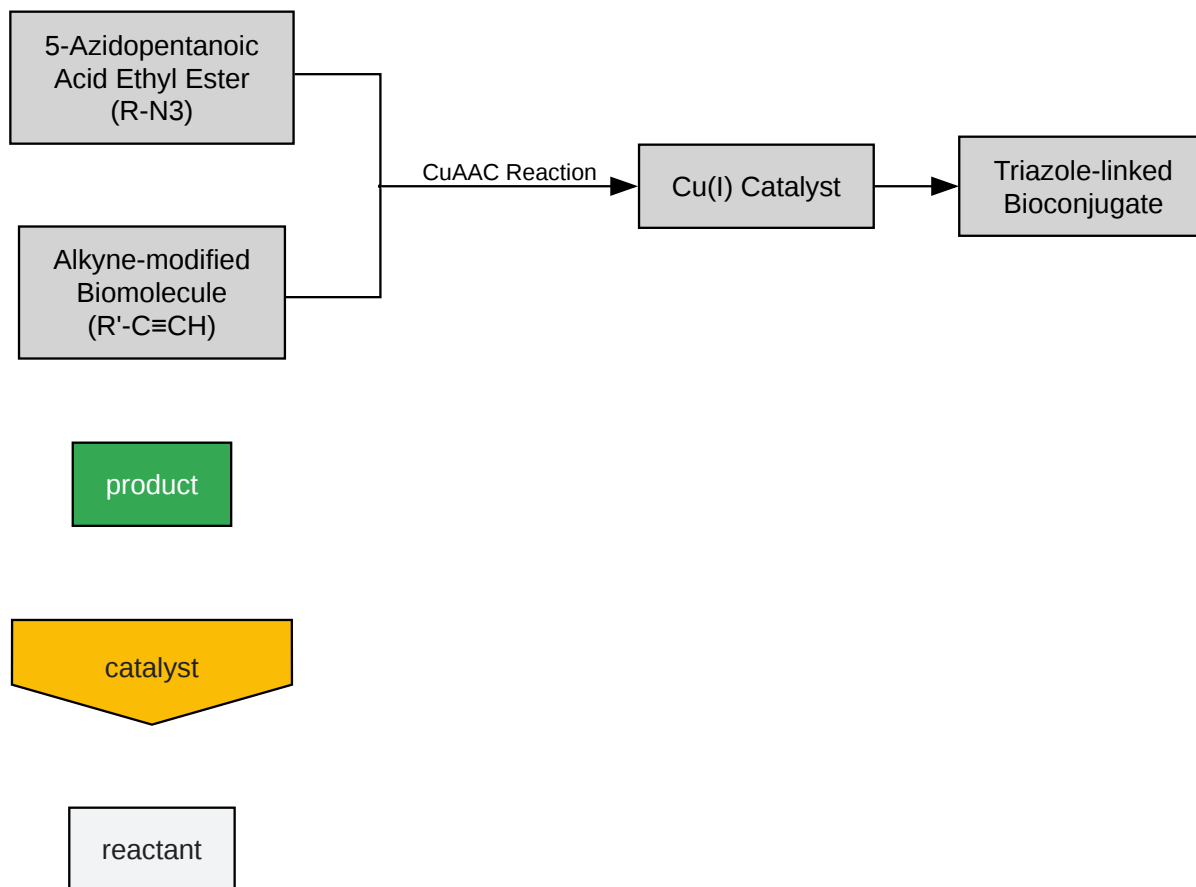 5-Azidopentanoic
Acid Ethyl Ester
(R-N3)
Alkyne-modified
Biomolecule
(R'-C≡CH)
CuAAC Reaction
Cu(I) Catalyst
Triazole-linked
Bioconjugate
product
catalyst
reactant